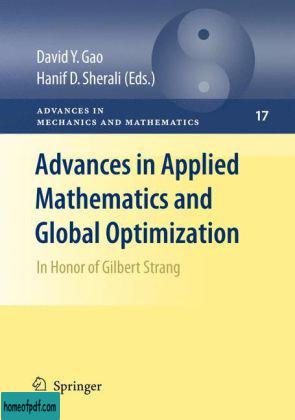 David Y. Gao
Hanif D. Sherali (Eds.)
ADVANCES IN
MECHANICS AND MATHEMATICS
17
Advances in Applied
Mathematics and
Global Optimization
In Honor of Gilbert Strang
Springer
homeofpdf.com